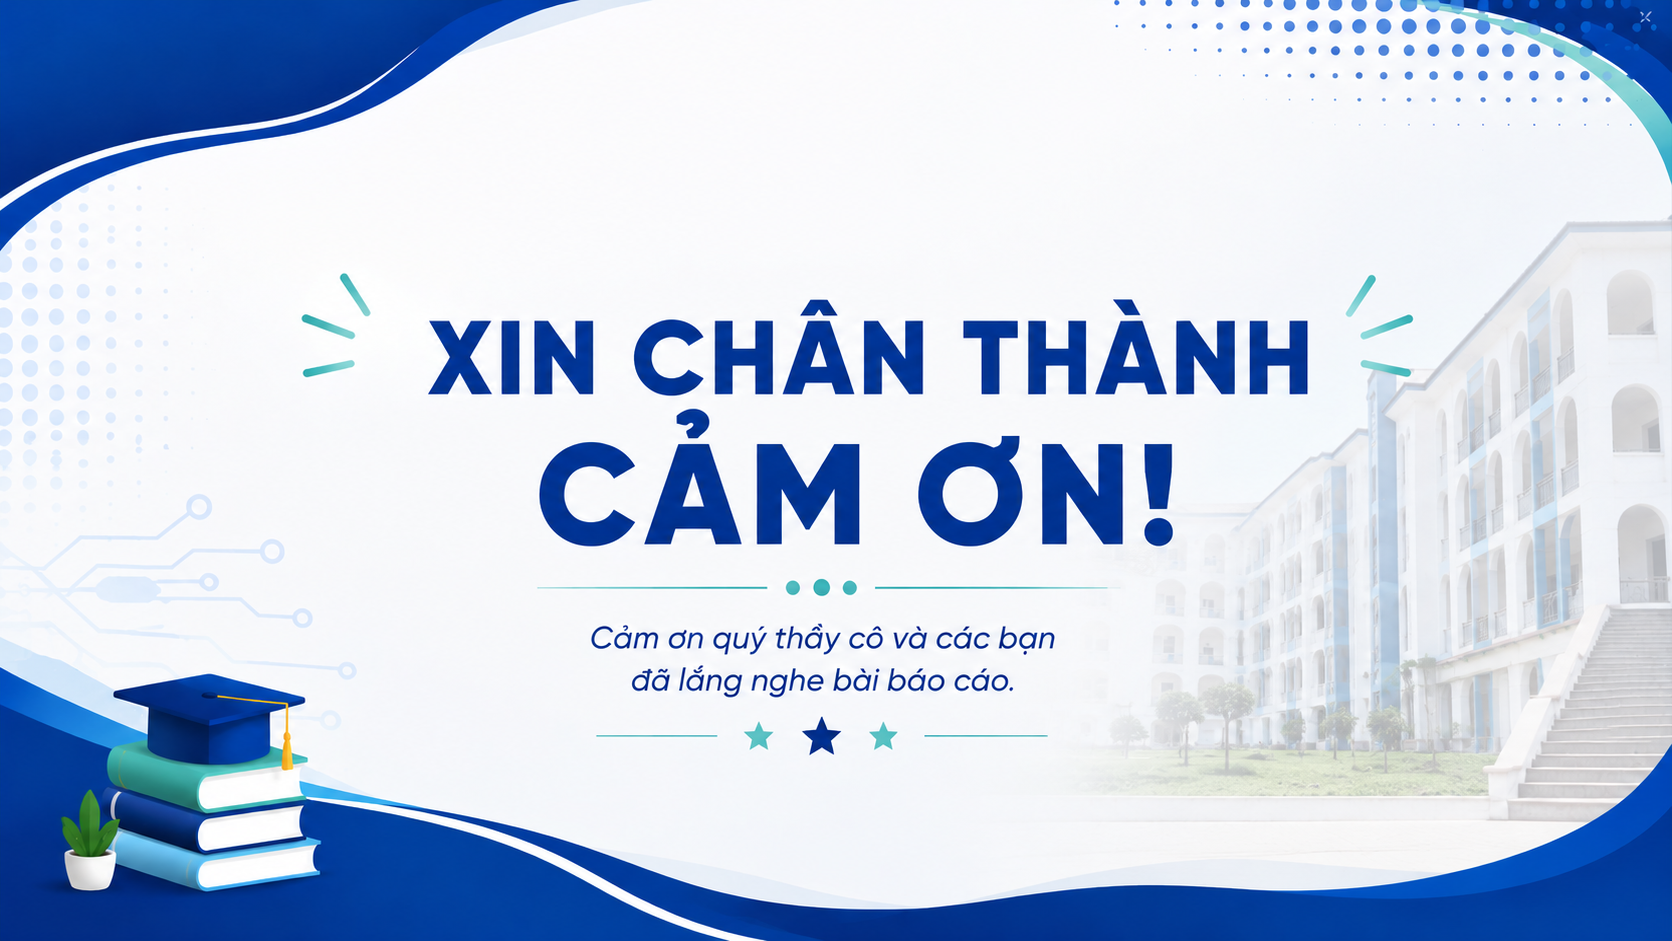 XIN CHÂN THÀNH
CẢM ƠN!
Cảm ơn quý thầy cô và các bạn
đã lắng nghe bài báo cáo.